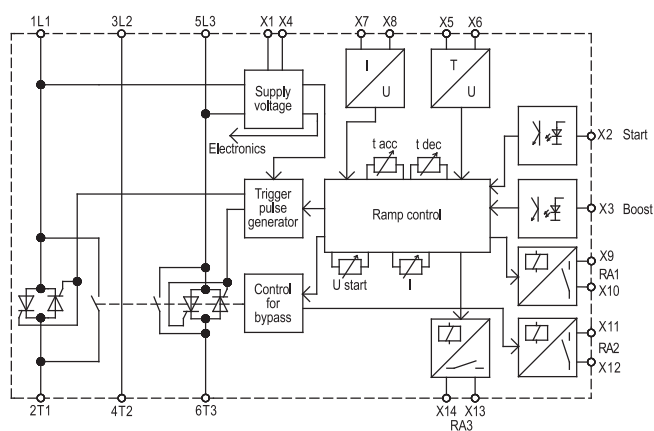 1L1 3L2 5L3 X1 X4 X7 X8 X5 X6
I
U
T
U
Supply
voltage
Electronics
X2 Start
t acc t dec
Trigger
pulse
generator
Ramp control
X3 Boost
X9
RA1
X10
U start I
Control
for
bypass
X11
RA2
X12
2T1 4T2 6T3 X14 X13
RA3